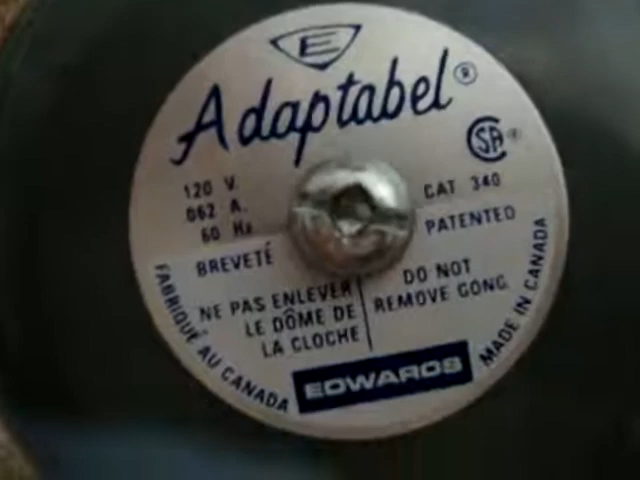 E
Adaptabel®
CSA®
120 V.
062 A.
60 Hz
CAT 340
PATENTED
BREVETÉ
NE PAS ENLEVER
LE DÔME DE
LA CLOCHE
DO NOT
REMOVE GONG
FABRIQUÉ AU CANADA
EDWARDS
MADE IN CANADA